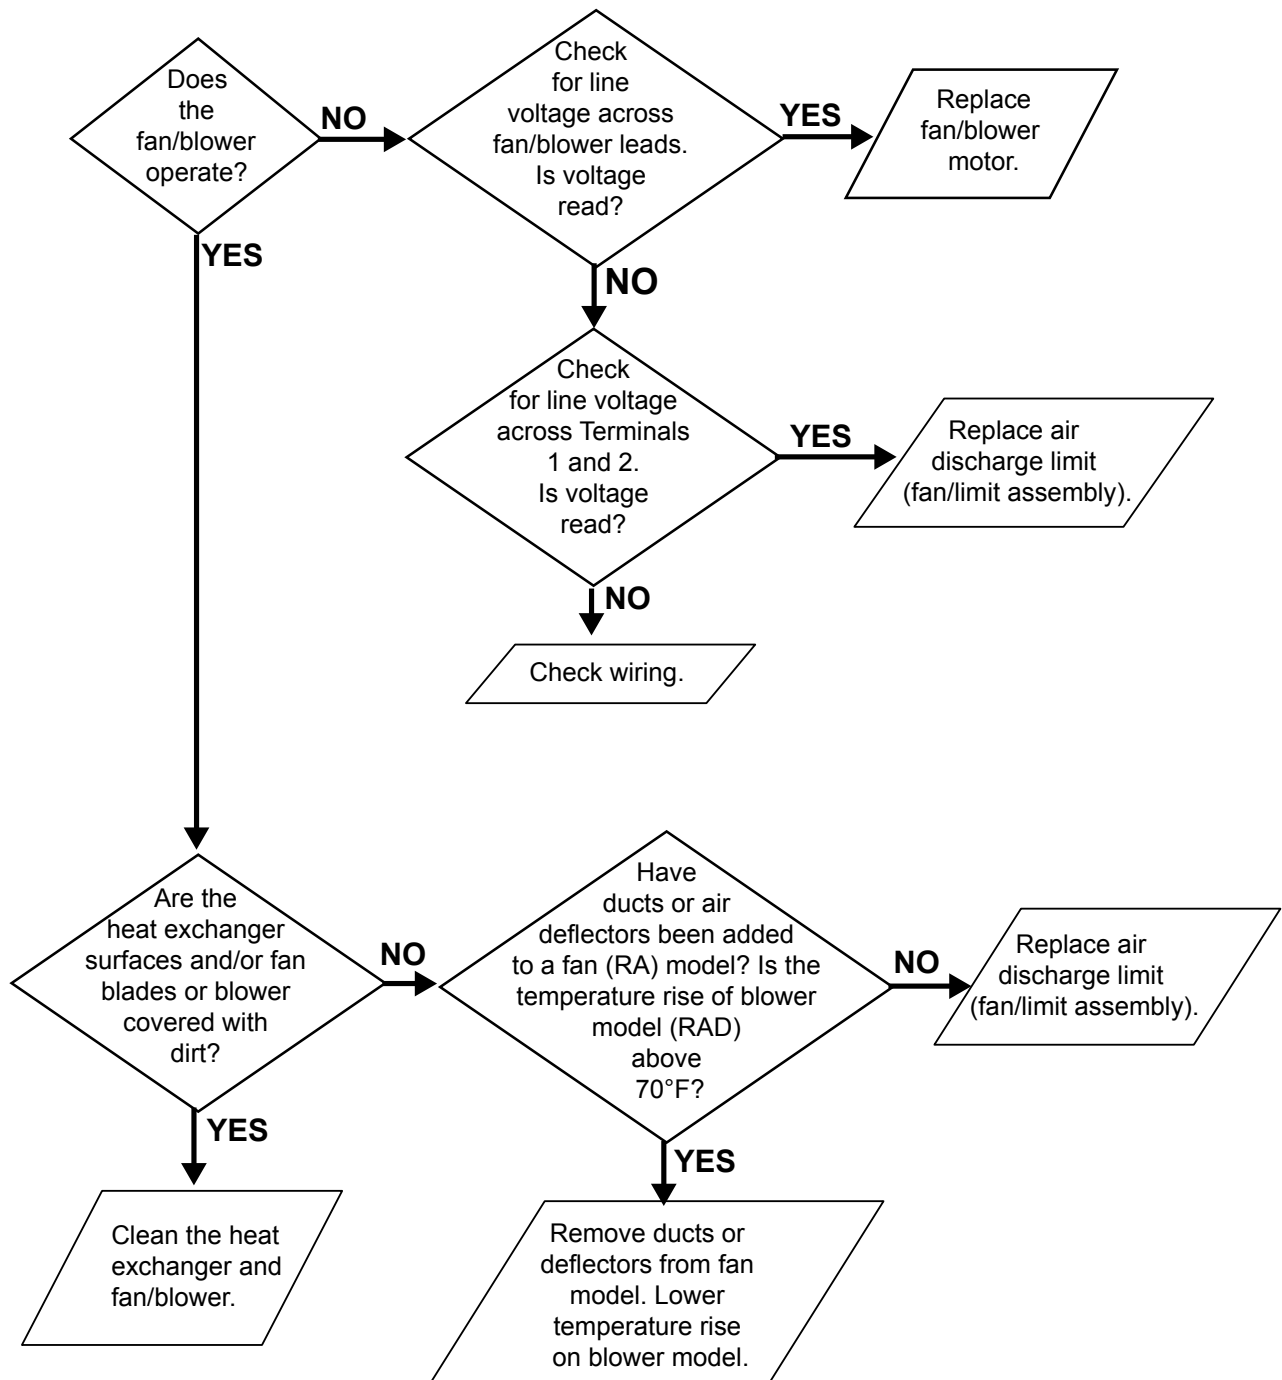 Does
the
fan/blower
operate?
NO
Check
for line
voltage across
fan/blower leads.
Is voltage
read?
YES
Replace
fan/blower
motor.
YES
NO
Check
for line voltage
across Terminals
1 and 2.
Is voltage
read?
YES
Replace air
discharge limit
(fan/limit assembly).
NO
Check wiring.
Are the
heat exchanger
surfaces and/or fan
blades or blower
covered with
dirt?
NO
Have
ducts or air
deflectors been added
to a fan (RA) model? Is the
temperature rise of blower
model (RAD)
above
70°F?
NO
Replace air
discharge limit
(fan/limit assembly).
YES
Clean the heat
exchanger and
fan/blower.
YES
Remove ducts or
deflectors from fan
model. Lower
temperature rise
on blower model.